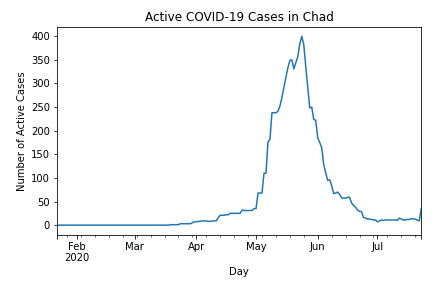 Active COVID-19 Cases in Chad
Number of Active Cases
400
350
300
250
200
150
100
50
0
Feb Mar Apr May Jun Jul
2020
Day